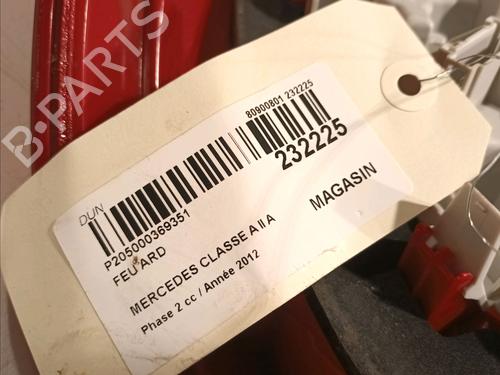 B-PARTS
80900801 232225
DUN
232225
P205000369351
FEU ARD
MAGASIN
MERCEDES CLASSE A II A
Phase 2 cc / Année 2012